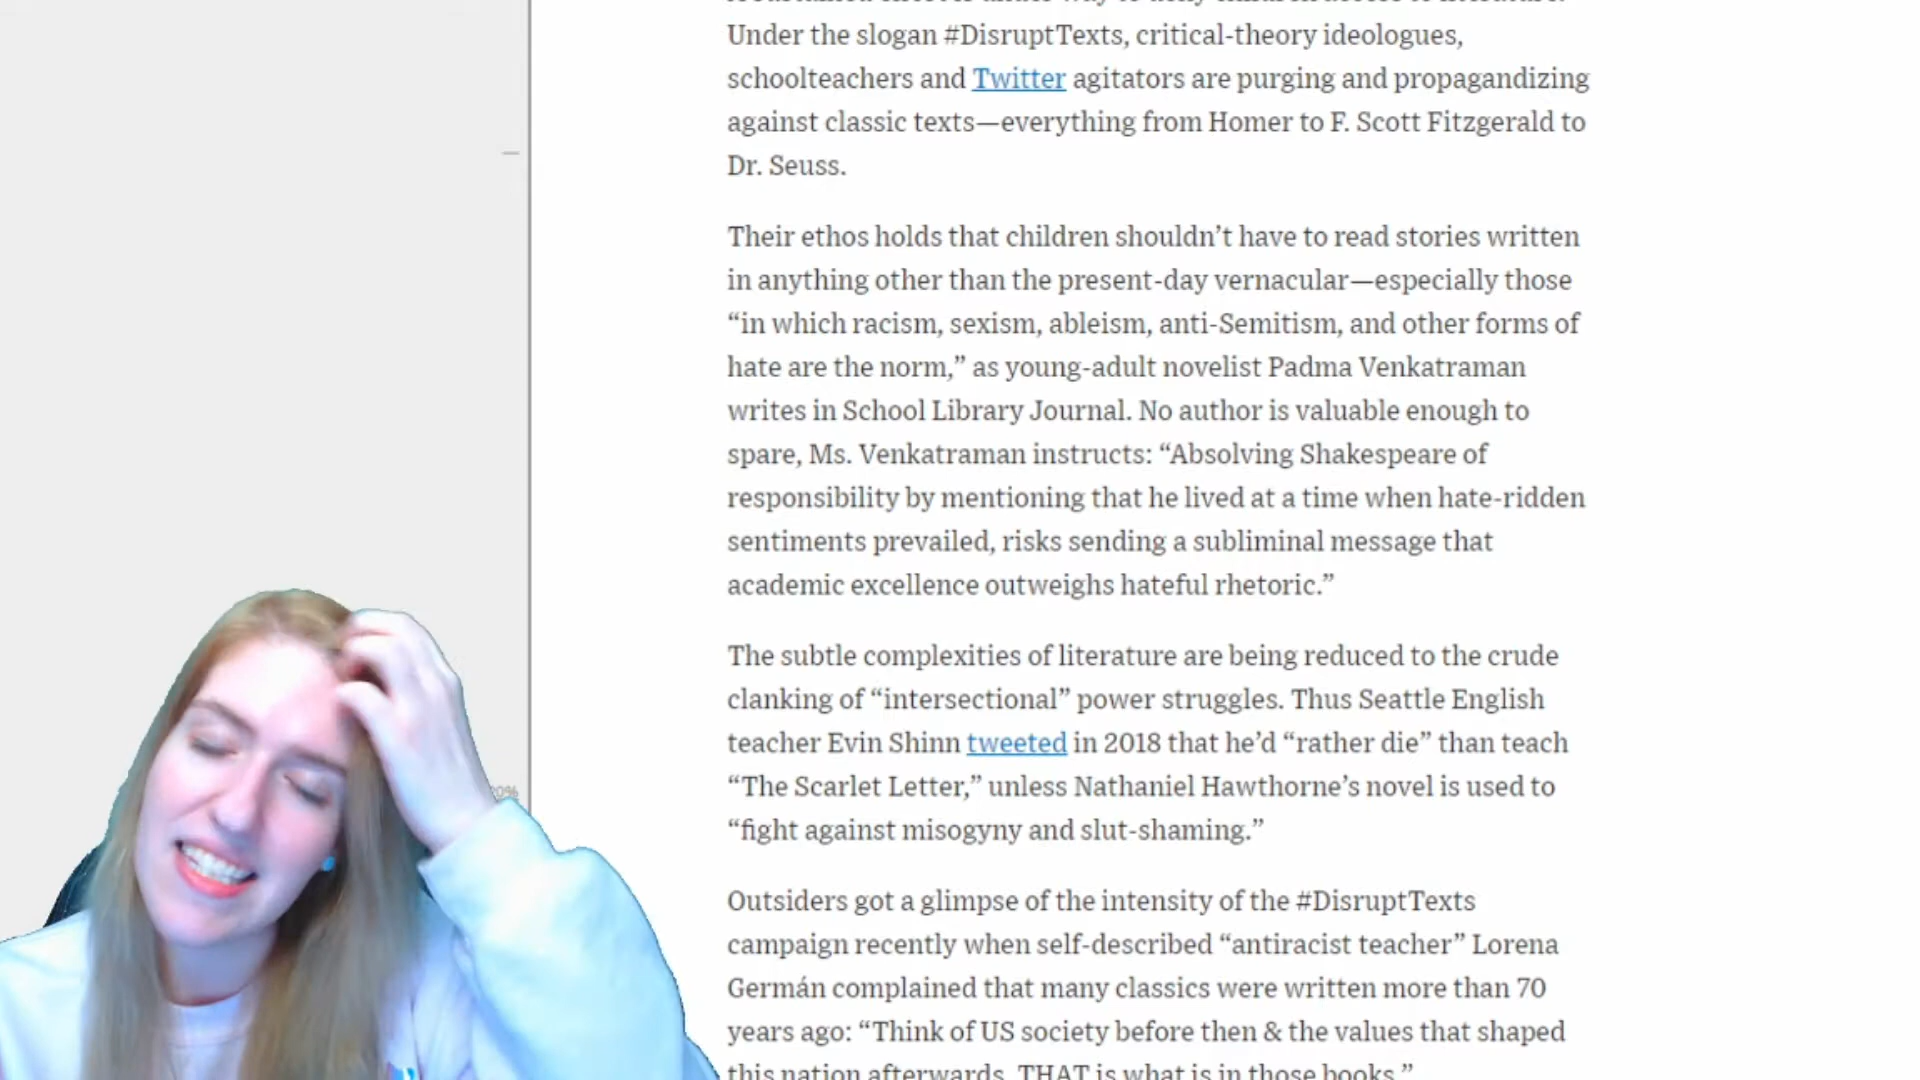 Under the slogan #DisruptTexts, critical-theory ideologues,
schoolteachers and Twitter agitators are purging and propagandizing
against classic texts—everything from Homer to F. Scott Fitzgerald to
Dr. Seuss.
Their ethos holds that children shouldn’t have to read stories written
in anything other than the present-day vernacular—especially those
“in which racism, sexism, ableism, anti-Semitism, and other forms of
hate are the norm,” as young-adult novelist Padma Venkatraman
writes in School Library Journal. No author is valuable enough to
spare, Ms. Venkatraman instructs: “Absolving Shakespeare of
responsibility by mentioning that he lived at a time when hate-ridden
sentiments prevailed, risks sending a subliminal message that
academic excellence outweighs hateful rhetoric.”
The subtle complexities of literature are being reduced to the crude
clanking of “intersectional” power struggles. Thus Seattle English
teacher Evin Shinn tweeted in 2018 that he’d “rather die” than teach
“The Scarlet Letter,” unless Nathaniel Hawthorne’s novel is used to
“fight against misogyny and slut-shaming.”
Outsiders got a glimpse of the intensity of the #DisruptTexts
campaign recently when self-described “antiracist teacher” Lorena
Germán complained that many classics were written more than 70
years ago: “Think of US society before then & the values that shaped
this nation afterwards. THAT is what is in those books.”